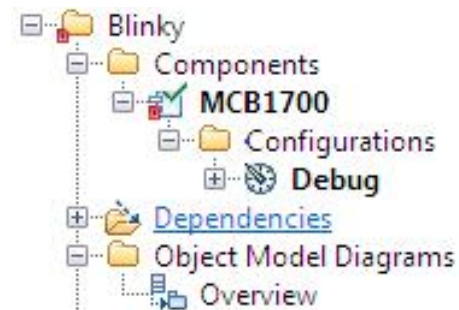 Blinky
Components
MCB1700
Configurations
Debug
Dependencies
Object Model Diagrams
Overview